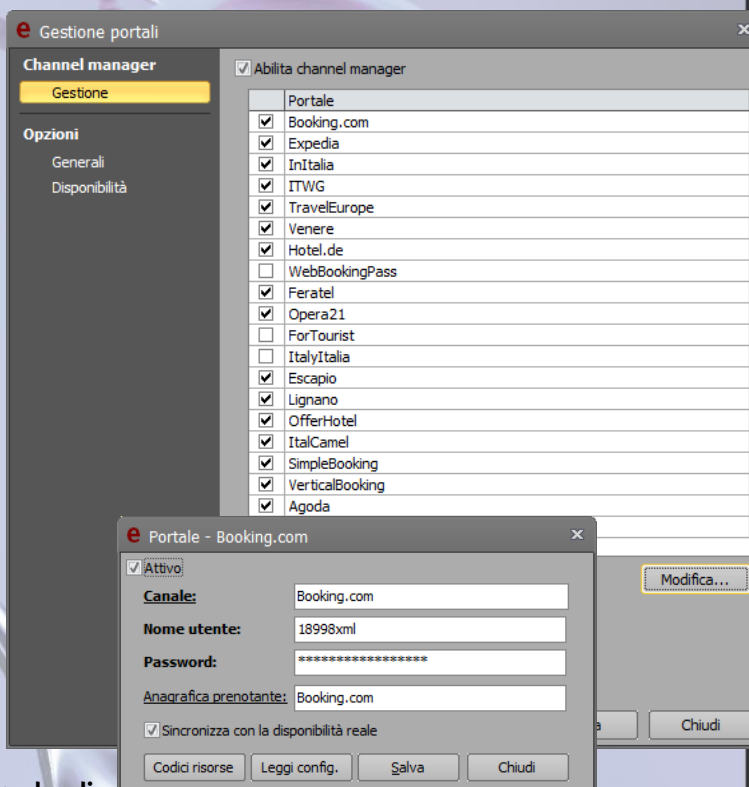 e Gestione portali
Channel manager
Gestione
Opzioni
Generali
Disponibilità
Abilita channel manager
Portale
Booking.com
Expedia
InItalia
ITWG
TravelEurope
Venere
Hotel.de
WebBookingPass
Feratel
Opera21
ForTourist
ItalyItalia
Escapio
Lignano
OfferHotel
ItalCamel
SimpleBooking
VerticalBooking
Agoda
Modifica...
Chiudi
e Portale - Booking.com
Attivo
Canale: Booking.com
Nome utente: 18998xml
Password: *****************
Anagrafica prenotante: Booking.com
Sincronizza con la disponibilità reale
Codici risorse Leggi config. Salva Chiudi